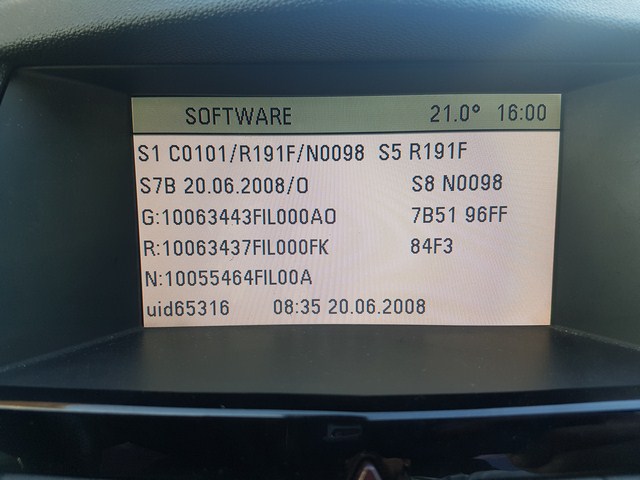 SOFTWARE 21.0° 16:00
S1 C0101/R191F/N0098 S5 R191F
S7B 20.06.2008/0 S8 N0098
G:10063443FIL000AO 7B51 96FF
R:10063437FIL000FK 84F3
N:10055464FIL00A
uid65316 08:35 20.06.2008